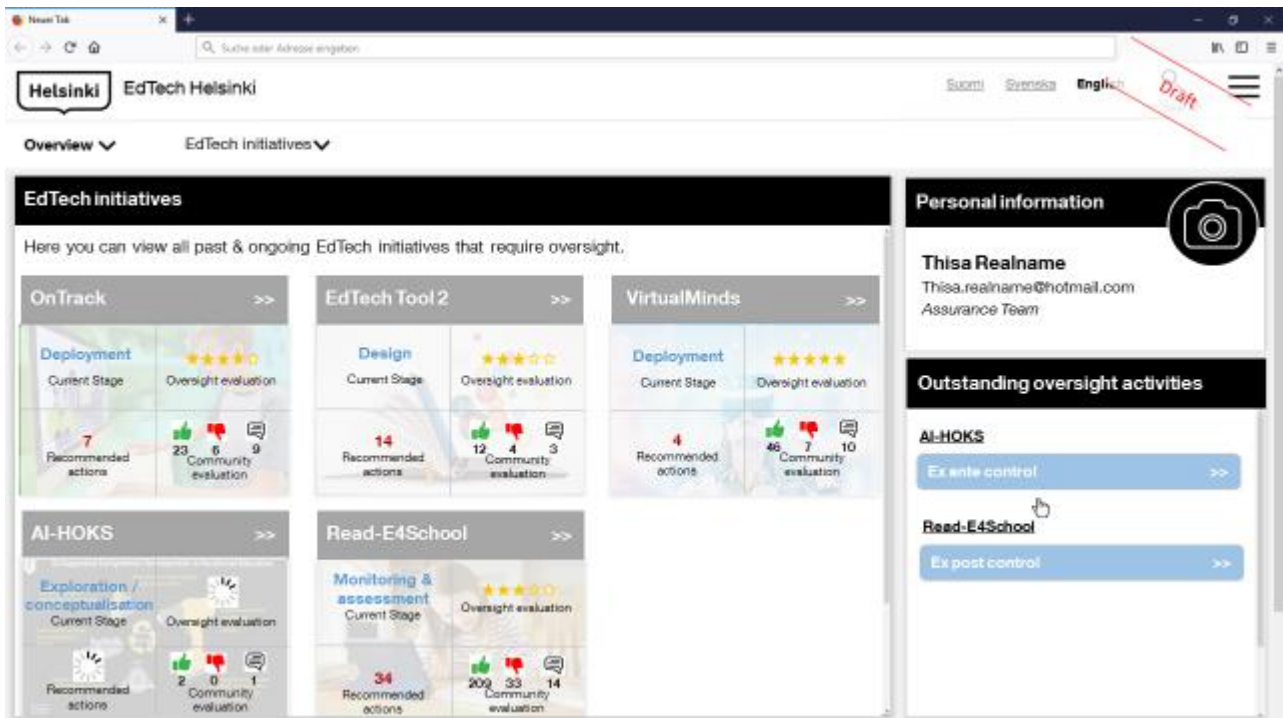 Neuer Tab
Suche oder Adresse eingeben
Helsinki
EdTech Helsinki
Suomi Svenska English
Draft
Overview
EdTech initiatives
EdTech initiatives
Here you can view all past & ongoing EdTech initiatives that require oversight.
OnTrack >>
Deployment
Current Stage
Oversight evaluation
7
Recommended
actions
23 6 9
Community
evaluation
EdTech Tool 2 >>
Design
Current Stage
Oversight evaluation
14
Recommended
actions
12 4 3
Community
evaluation
VirtualMinds >>
Deployment
Current Stage
Oversight evaluation
4
Recommended
actions
46 7 10
Community
evaluation
AI-HOKS >>
Exploration /
conceptualisation
Current Stage
Oversight evaluation
Recommended
actions
2 0 1
Community
evaluation
Read-E4School >>
Monitoring &
assessment
Current Stage
Oversight evaluation
34
Recommended
actions
209 33 14
Community
evaluation
Personal information
Thisa Realname
Thisa.realname@hotmail.com
Assurance Team
Outstanding oversight activities
AI-HOKS
Ex ante control >>
Read-E4School
Ex post control >>